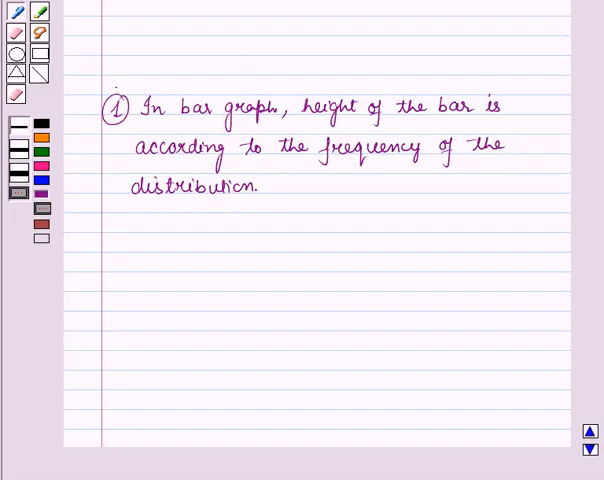 ① In bar graph, height of the bar is
according to the frequency of the
distribution.